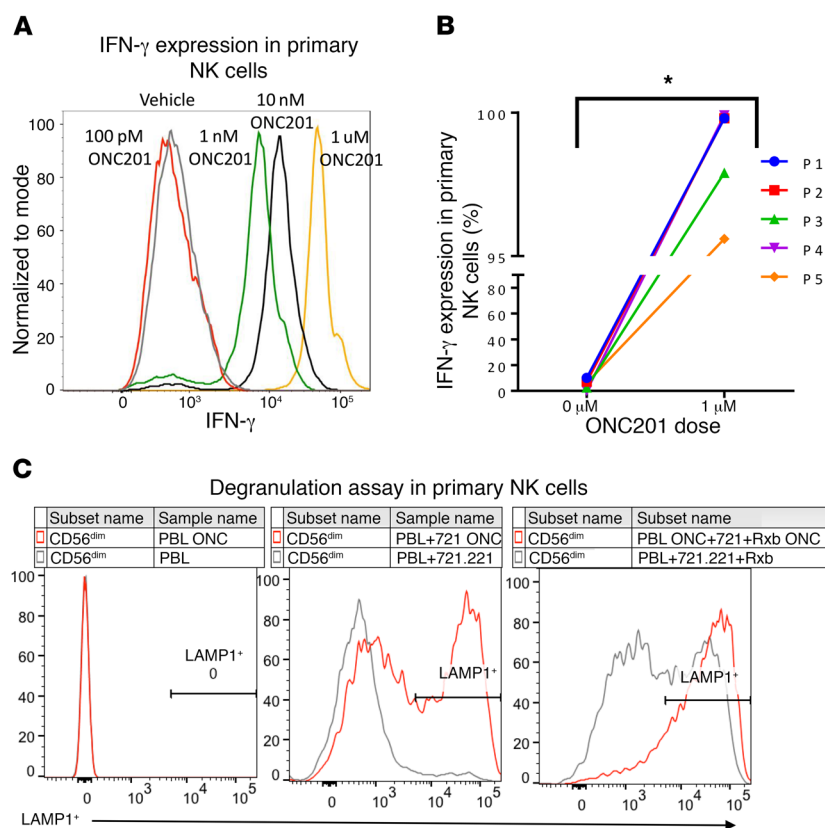 A
IFN-γ expression in primary
NK cells
Vehicle
10 nM
ONC201
100 pM
ONC201
1 nM
ONC201
1 uM
ONC201
Normalized to mode
100
80
60
40
20
0
0 10³ 10⁴ 10⁵
IFN-γ
B
*
IFN-γ expression in primary
NK cells (%)
100
95
80
60
40
20
0
0 μM 1 μM
ONC201 dose
P 1
P 2
P 3
P 4
P 5
C
Degranulation assay in primary NK cells
Subset name Sample name
CD56dim PBL ONC
CD56dim PBL
100
80
60
40
20
0
LAMP1⁺
0
0 10³ 10⁴ 10⁵
Subset name Sample name
CD56dim PBL+721 ONC
CD56dim PBL+721.221
100
80
60
40
20
0
LAMP1⁺
0 10³ 10⁴ 10⁵
Subset name Subset name
CD56dim PBL ONC+721+Rxb ONC
CD56dim PBL+721.221+Rxb
100
80
60
40
20
0
LAMP1⁺
0 10³ 10⁴ 10⁵
LAMP1⁺